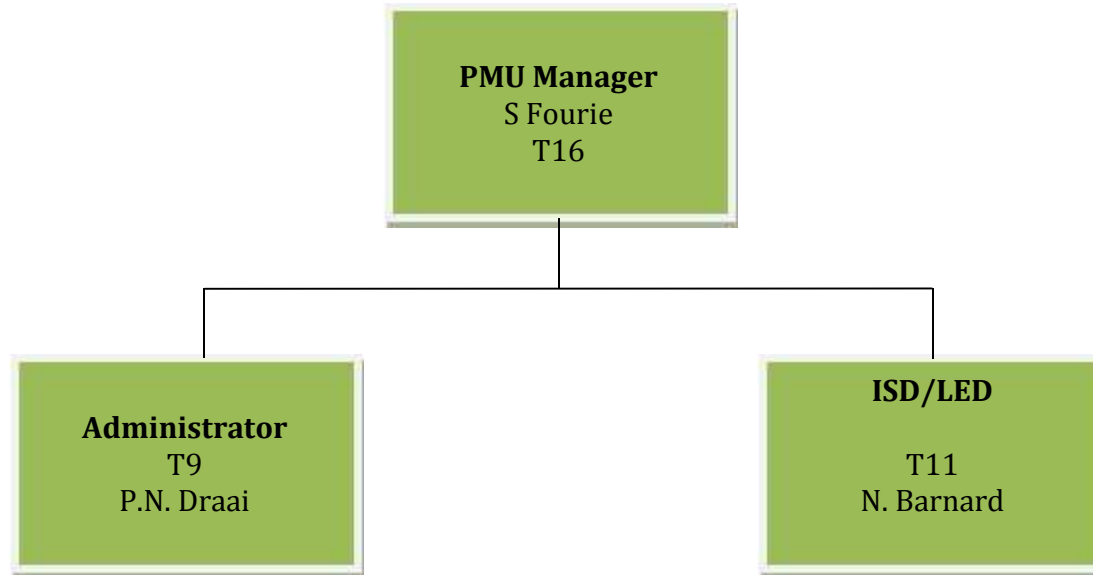 PMU Manager
S Fourie
T16
Administrator
T9
P.N. Draai
ISD/LED
T11
N. Barnard